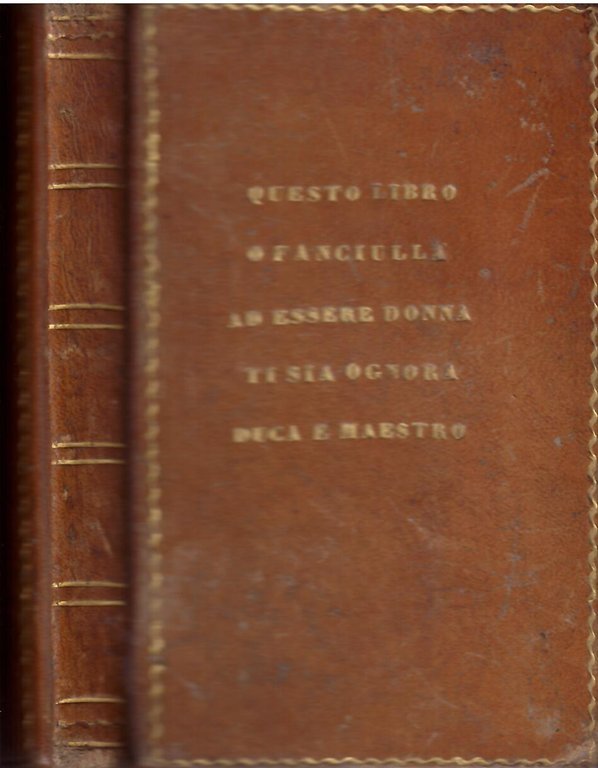 QUESTO LIBRO
O FANCIULLA
AD ESSERE DONNA
TI SIA OGNORA
DUCA E MAESTRO